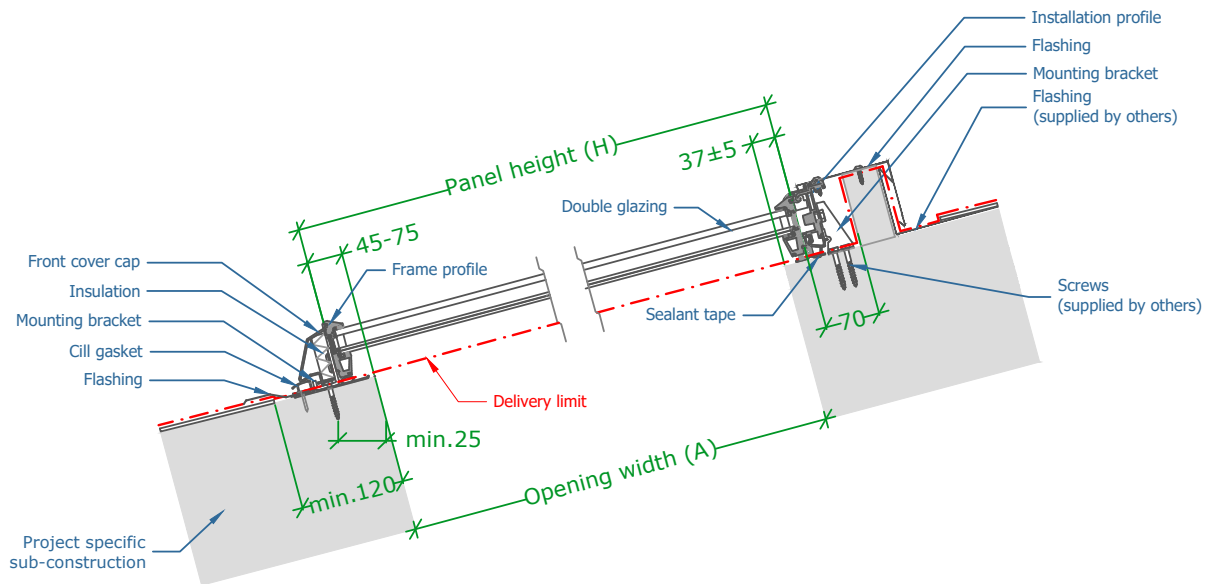 Installation profile
Flashing
Mounting bracket
Flashing
(supplied by others)
Panel height (H)
37±5
Double glazing
45-75
Front cover cap
Frame profile
Insulation
Mounting bracket
Cill gasket
Flashing
Screws
(supplied by others)
Sealant tape
70
Delivery limit
min.25
min.120
Opening width (A)
Project specific
sub-construction